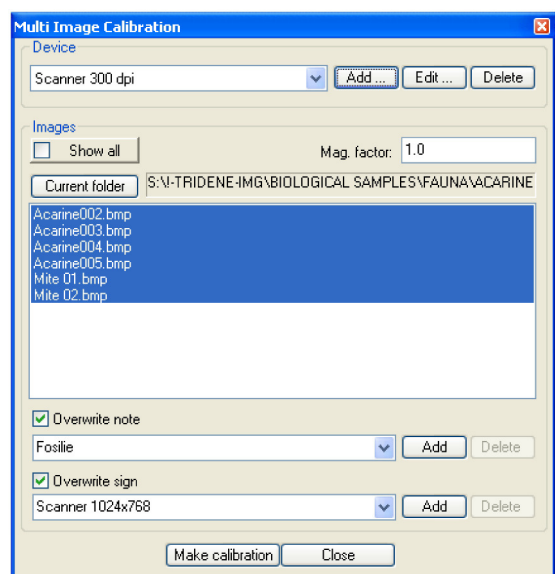 Multi Image Calibration
Device
Scanner 300 dpi Add ... Edit ... Delete
Images
Show all Mag. factor: 1.0
Current folder S:\!-TRIDENE-IMG\BIOLOGICAL SAMPLES\FAUNA\ACARINE
Acarine002.bmp
Acarine003.bmp
Acarine004.bmp
Acarine005.bmp
Mite 01.bmp
Mite 02.bmp
Overwrite note
Fosilie Add Delete
Overwrite sign
Scanner 1024x768 Add Delete
Make calibration Close